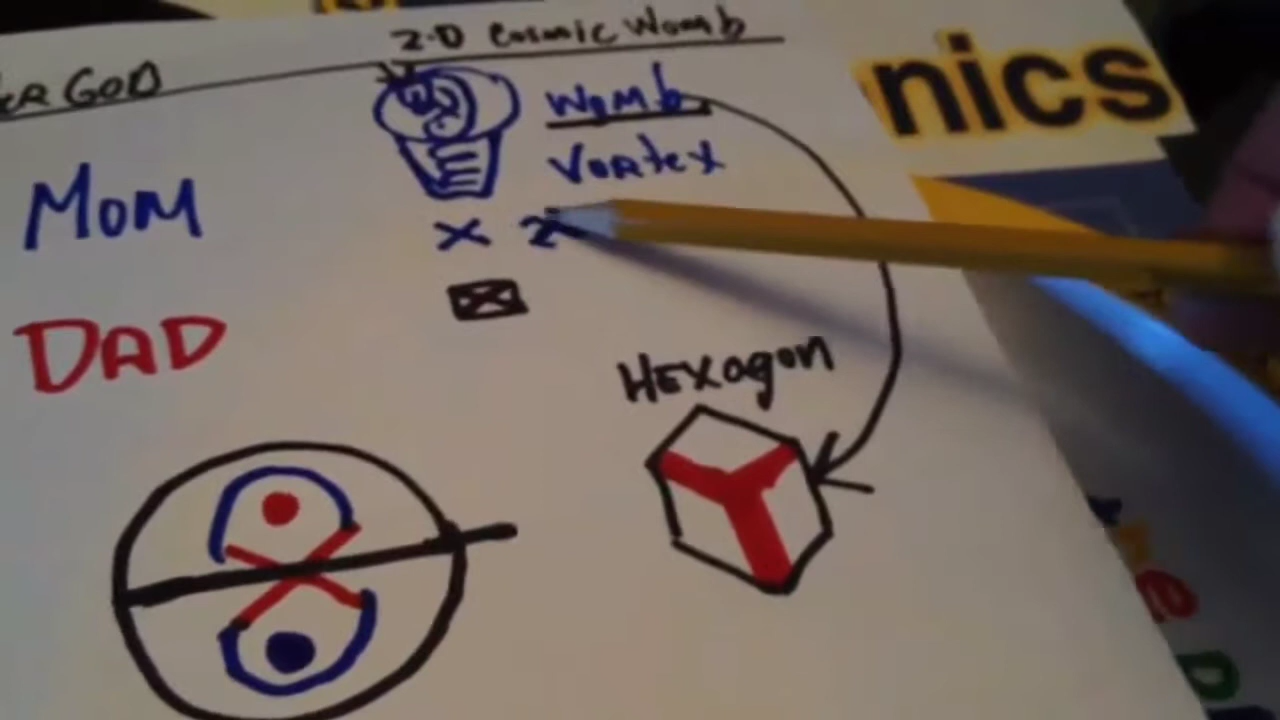 2-D Cosmic Womb
GOD
nics
Womb
Vortex
MOM
x 2
DAD
Hexagon